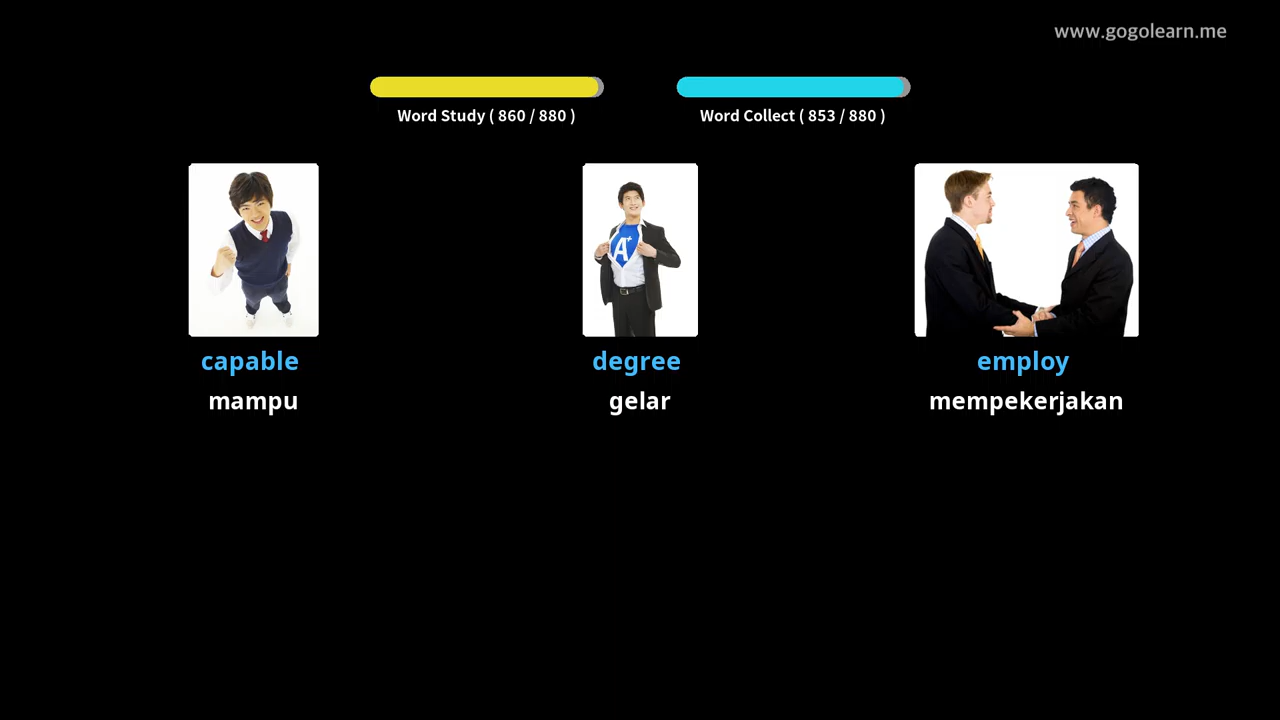 www.gogolearn.me
Word Study ( 860 / 880 )
Word Collect ( 853 / 880 )
A+
capable
degree
employ
mampu
gelar
mempekerjakan